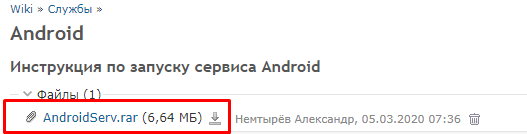 Wiki » Службы »
Android
Инструкция по запуску сервиса Android
Файлы (1)
AndroidServ.rar (6,64 МБ) Немтырёв Александр, 05.03.2020 07:36